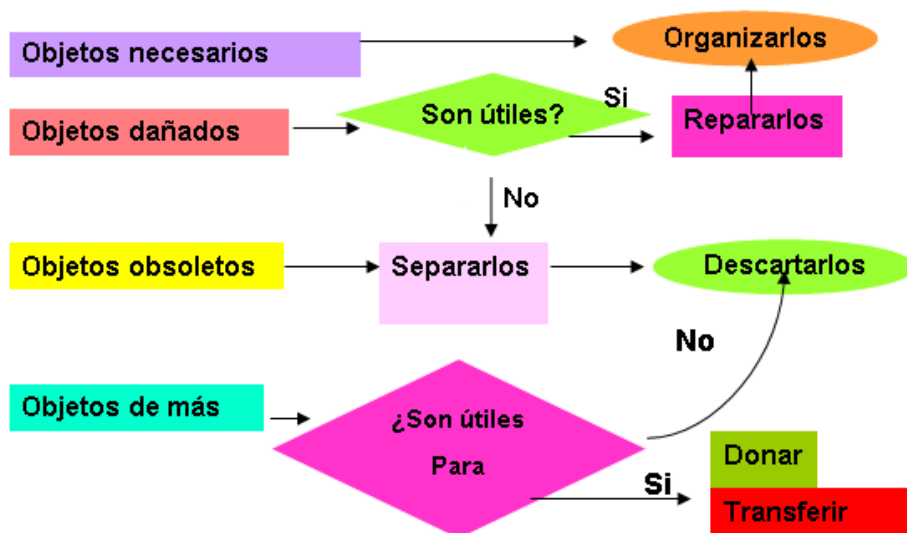 Objetos necesarios
Organizarlos
Objetos dañados
Son útiles?
Si
Repararlos
No
Objetos obsoletos
Separarlos
Descartarlos
No
Objetos de más
¿Son útiles
Para
Si
Donar
Transferir